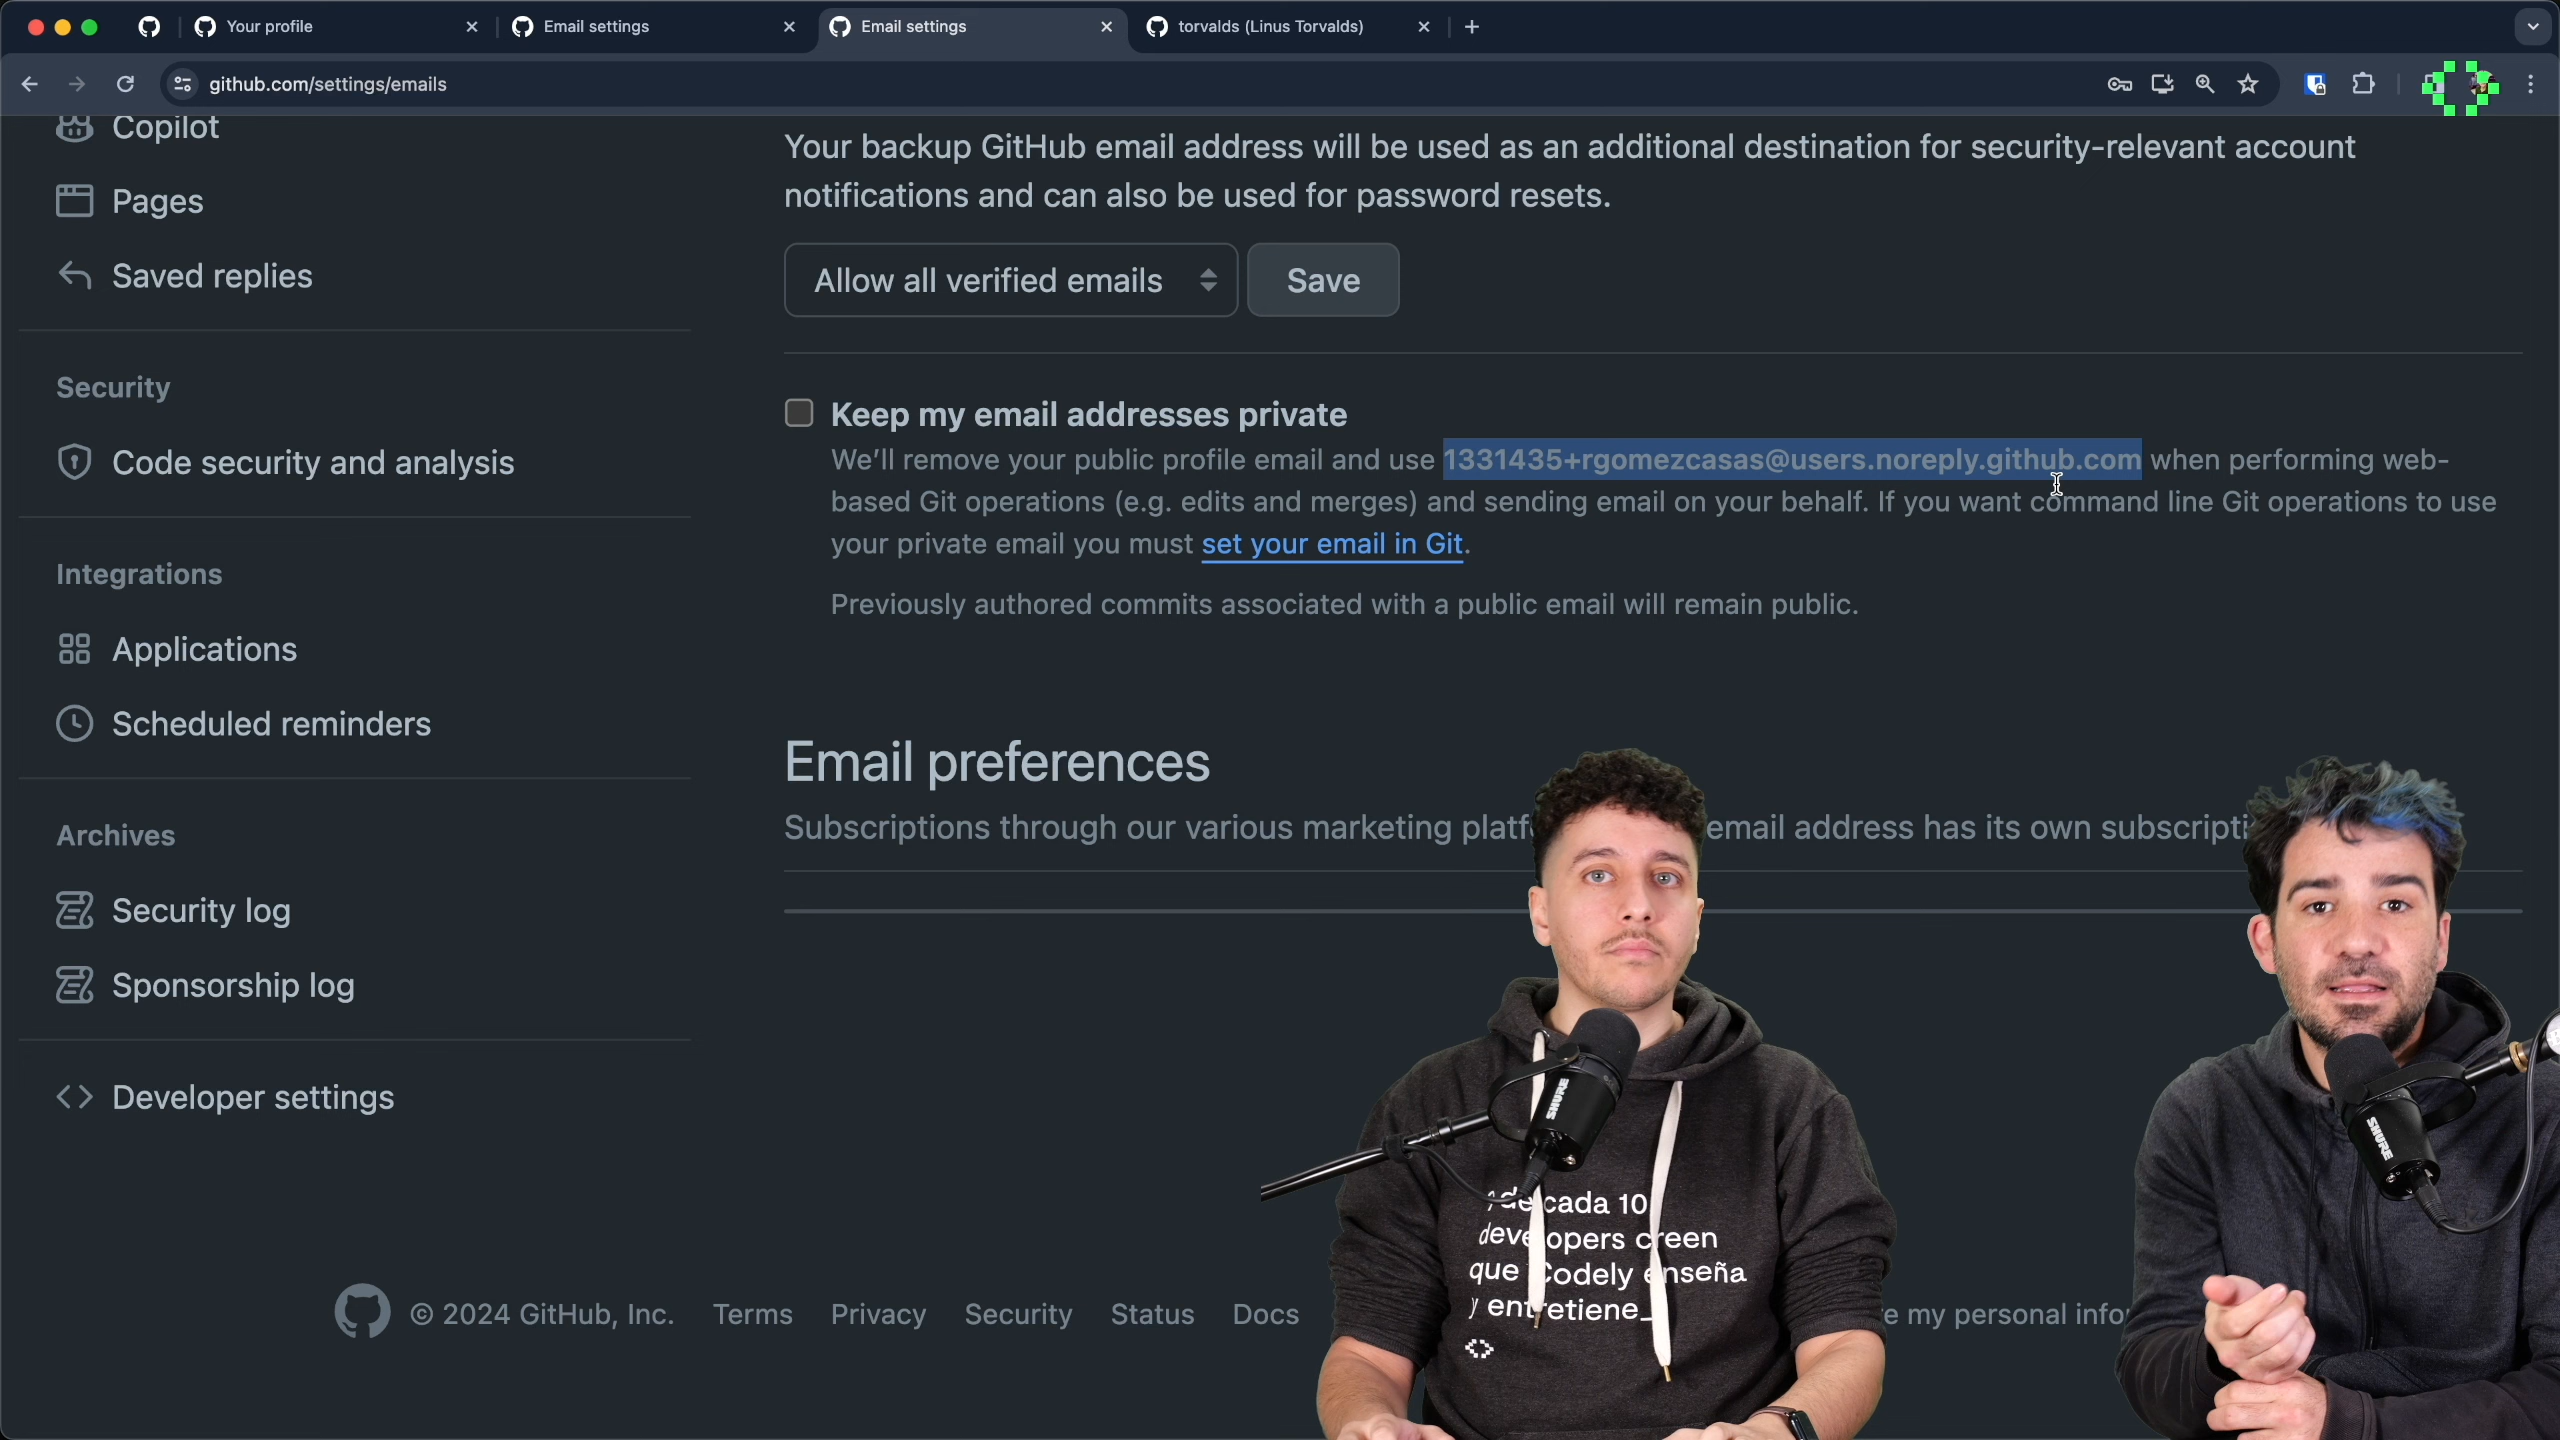 Your profile
Email settings
Email settings
torvalds (Linus Torvalds)
github.com/settings/emails
Copilot
Pages
Saved replies
Security
Code security and analysis
Integrations
Applications
Scheduled reminders
Archives
Security log
Sponsorship log
Developer settings
Your backup GitHub email address will be used as an additional destination for security-relevant account
notifications and can also be used for password resets.
Allow all verified emails
Save
Keep my email addresses private
We'll remove your public profile email and use 1331435+rgomezcasas@users.noreply.github.com when performing web-
based Git operations (e.g. edits and merges) and sending email on your behalf. If you want command line Git operations to use
your private email you must set your email in Git.
Previously authored commits associated with a public email will remain public.
Email preferences
Subscriptions through our various marketing email address has its own
SHURE
SHURE
de cada 10
developers creen
que Codely enseña
y entretiene_
© 2024 GitHub, Inc. Terms Privacy Security Status Docs my personal